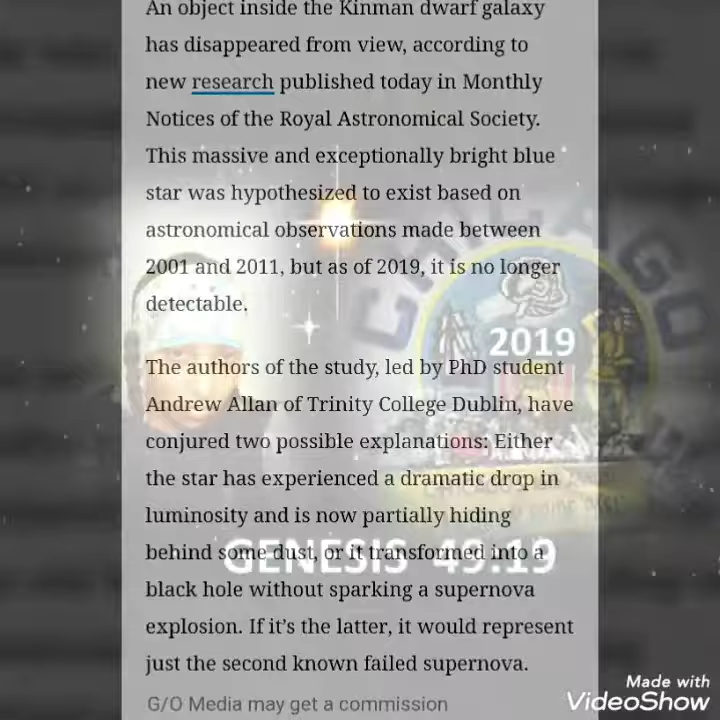 An object inside the Kinman dwarf galaxy
has disappeared from view, according to
new research published today in Monthly
Notices of the Royal Astronomical Society.
This massive and exceptionally bright blue
star was hypothesized to exist based on
astronomical observations made between
2001 and 2011, but as of 2019, it is no longer
detectable.
CHICAGO
2019
The authors of the study, led by PhD student
Andrew Allan of Trinity College Dublin, have
conjured two possible explanations: Either
the star has experienced a dramatic drop in
luminosity and is now partially hiding
behind some dust, or it transformed into a
GENESIS 49:19
black hole without sparking a supernova
explosion. If it's the latter, it would represent
just the second known failed supernova.
G/O Media may get a commission
Made with
VideoShow